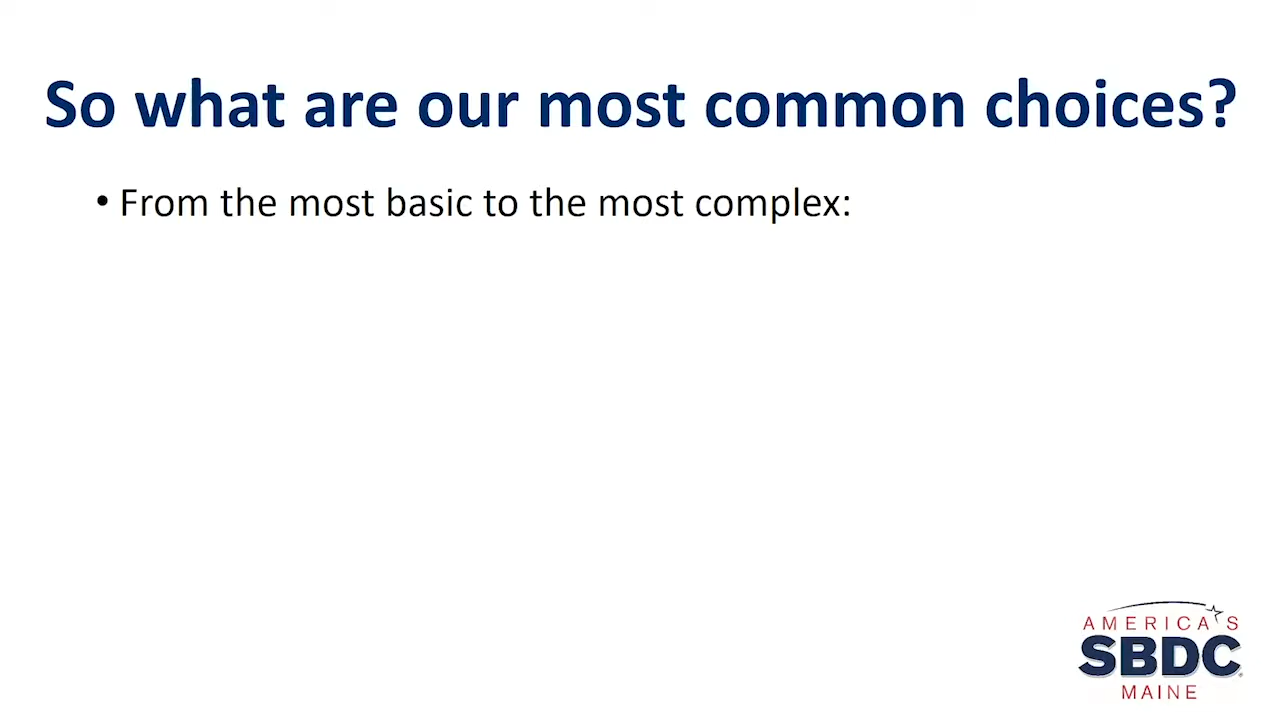 So what are our most common choices?
• From the most basic to the most complex:
AMERICA'S
SBDC
MAINE